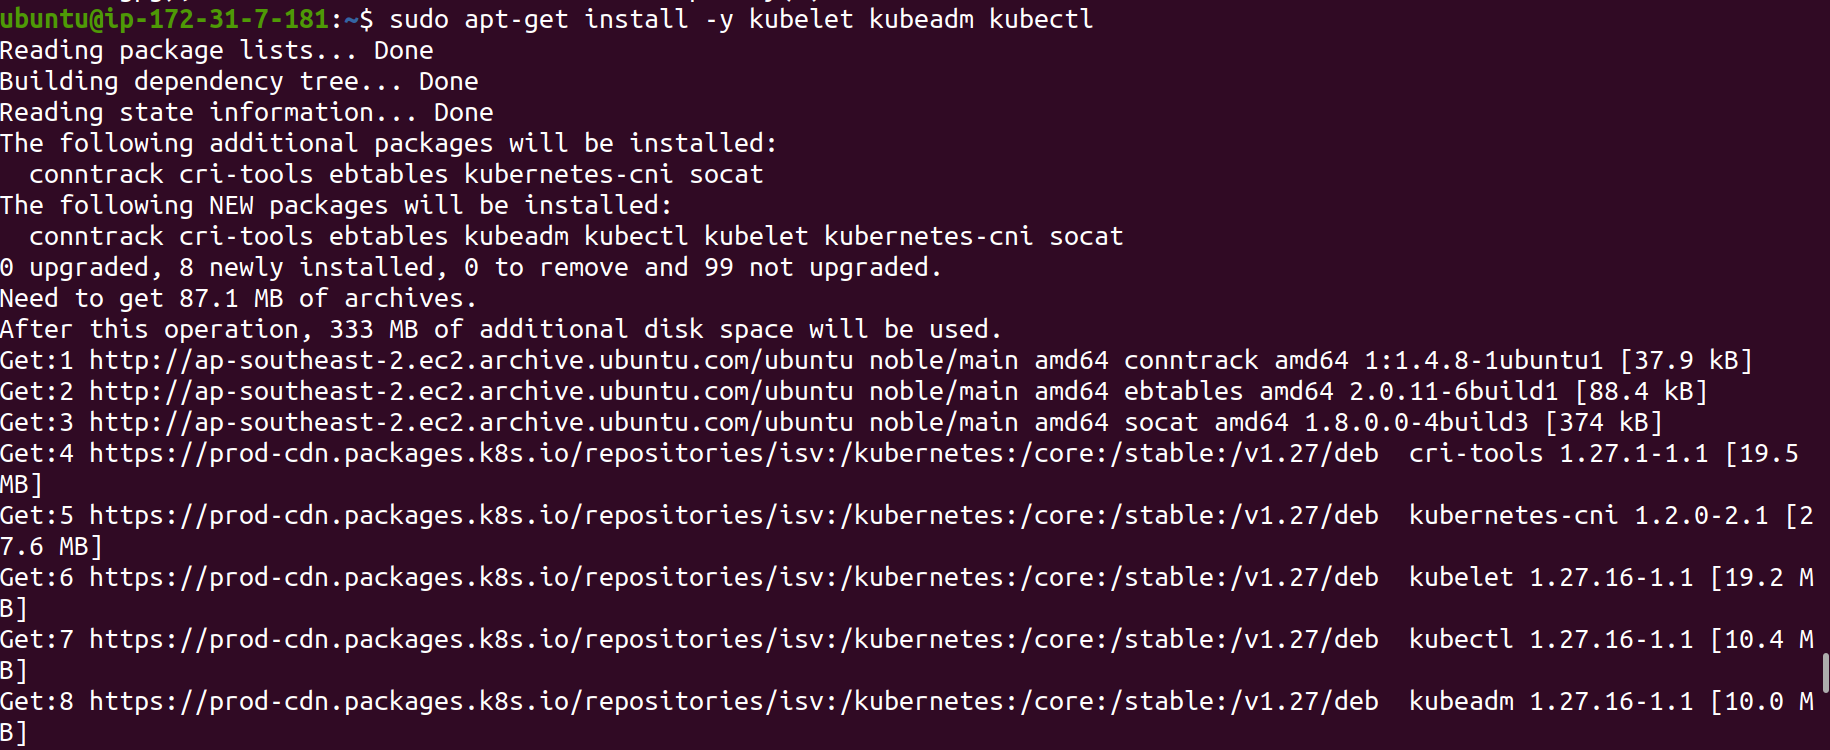 ubuntu@ip-172-31-7-181:~$ sudo apt-get install -y kubelet kubeadm kubectl
Reading package lists... Done
Building dependency tree... Done
Reading state information... Done
The following additional packages will be installed:
  conntrack cri-tools ebtables kubernetes-cni socat
The following NEW packages will be installed:
  conntrack cri-tools ebtables kubeadm kubectl kubelet kubernetes-cni socat
0 upgraded, 8 newly installed, 0 to remove and 99 not upgraded.
Need to get 87.1 MB of archives.
After this operation, 333 MB of additional disk space will be used.
Get:1 http://ap-southeast-2.ec2.archive.ubuntu.com/ubuntu noble/main amd64 conntrack amd64 1:1.4.8-1ubuntu1 [37.9 kB]
Get:2 http://ap-southeast-2.ec2.archive.ubuntu.com/ubuntu noble/main amd64 ebtables amd64 2.0.11-6build1 [88.4 kB]
Get:3 http://ap-southeast-2.ec2.archive.ubuntu.com/ubuntu noble/main amd64 socat amd64 1.8.0.0-4build3 [374 kB]
Get:4 https://prod-cdn.packages.k8s.io/repositories/isv:/kubernetes:/core:/stable:/v1.27/deb  cri-tools 1.27.1-1.1 [19.5
MB]
Get:5 https://prod-cdn.packages.k8s.io/repositories/isv:/kubernetes:/core:/stable:/v1.27/deb  kubernetes-cni 1.2.0-2.1 [2
7.6 MB]
Get:6 https://prod-cdn.packages.k8s.io/repositories/isv:/kubernetes:/core:/stable:/v1.27/deb  kubelet 1.27.16-1.1 [19.2 M
B]
Get:7 https://prod-cdn.packages.k8s.io/repositories/isv:/kubernetes:/core:/stable:/v1.27/deb  kubectl 1.27.16-1.1 [10.4 M
B]
Get:8 https://prod-cdn.packages.k8s.io/repositories/isv:/kubernetes:/core:/stable:/v1.27/deb  kubeadm 1.27.16-1.1 [10.0 M
B]